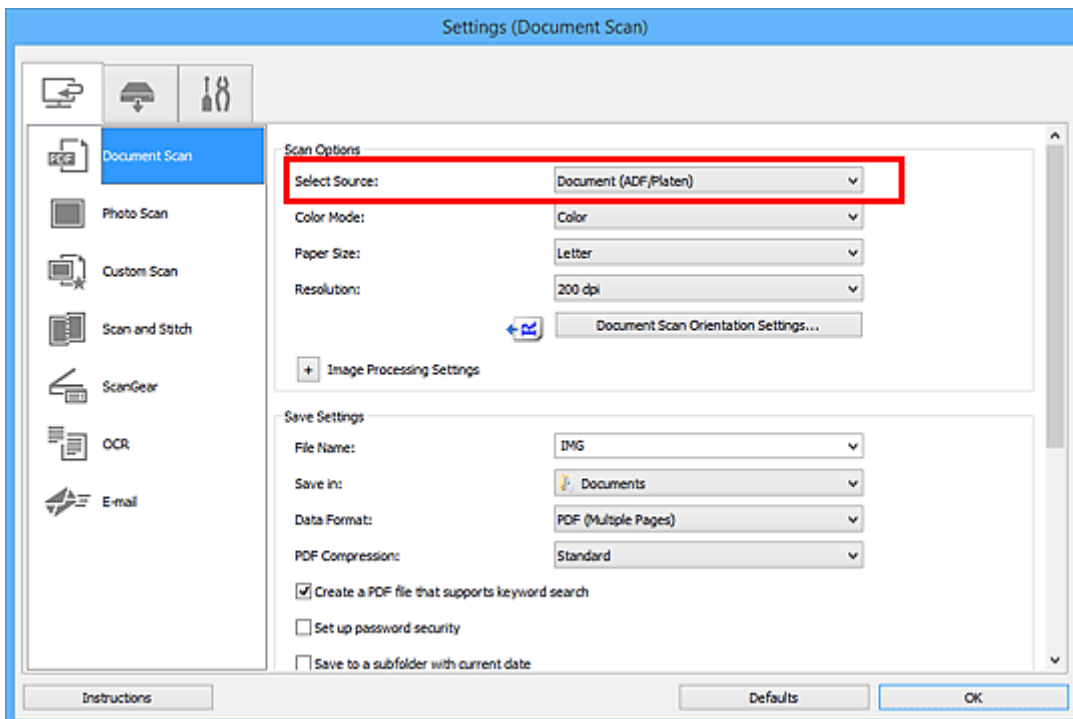 Settings (Document Scan)
PDF
Document Scan
Photo Scan
Custom Scan
Scan and Stitch
ScanGear
OCR
E-mail
Scan Options
Select Source: Document (ADF/Platen)
Color Mode: Color
Paper Size: Letter
Resolution: 200 dpi
R Document Scan Orientation Settings...
+ Image Processing Settings
Save Settings
File Name: IMG
Save in: Documents
Data Format: PDF (Multiple Pages)
PDF Compression: Standard
Create a PDF file that supports keyword search
Set up password security
Save to a subfolder with current date
Instructions Defaults OK